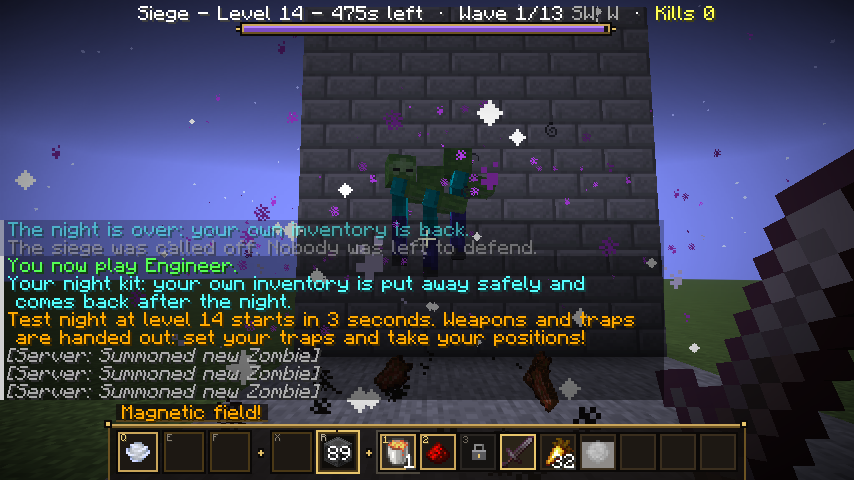 Siege - Level 14 - 475s left · Wave 1/13 SW W · Kills 0
The night is over: your own inventory is back.
The siege was called off. Nobody was left to defend.
You now play Engineer.
Your night kit: your own inventory is put away safely and
comes back after the night.
Test night at level 14 starts in 3 seconds. Weapons and traps
are handed out: set your traps and take your positions!
[Server: Summoned new Zombie]
[Server: Summoned new Zombie]
[Server: Summoned new Zombie]
Magnetic field!
Q E F + X R 89 + 1 1 2 3 32